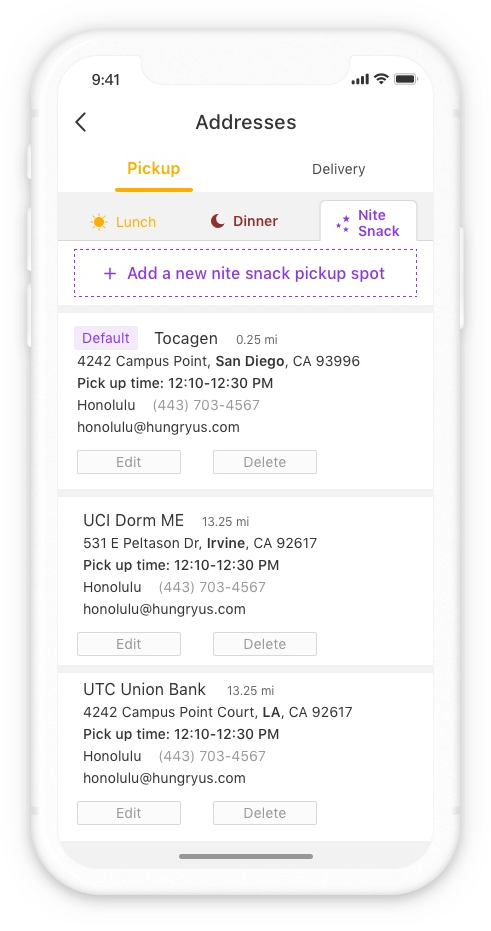 9:41
Addresses
Pickup Delivery
Lunch Dinner Nite
Snack
+ Add a new nite snack pickup spot
Default Tocagen 0.25 mi
4242 Campus Point, San Diego, CA 93996
Pick up time: 12:10-12:30 PM
Honolulu (443) 703-4567
honolulu@hungryus.com
Edit Delete
UCI Dorm ME 13.25 mi
531 E Peltason Dr, Irvine, CA 92617
Pick up time: 12:10-12:30 PM
Honolulu (443) 703-4567
honolulu@hungryus.com
Edit Delete
UTC Union Bank 13.25 mi
4242 Campus Point Court, LA, CA 92617
Pick up time: 12:10-12:30 PM
Honolulu (443) 703-4567
honolulu@hungryus.com
Edit Delete